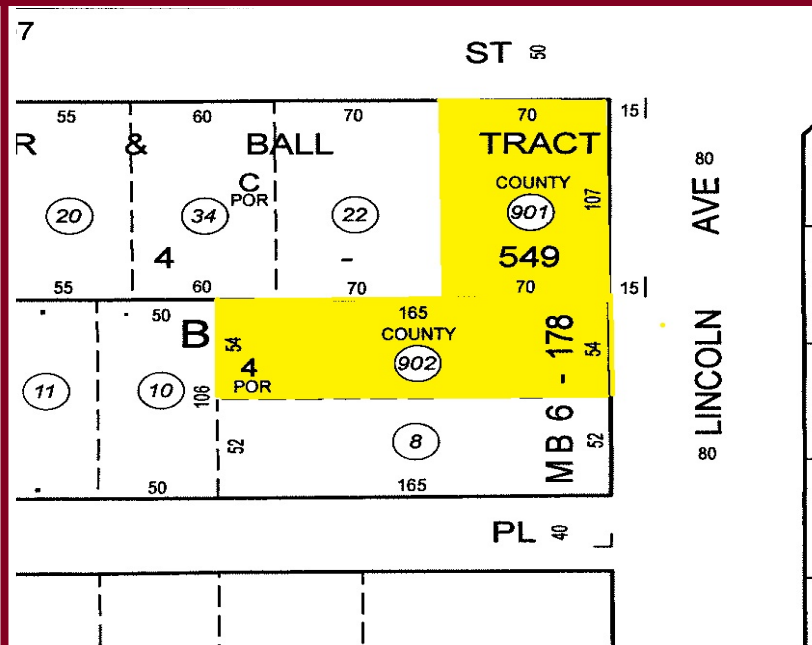 7
ST 50
55 60 70 70 15
R & BALL TRACT
80
C
POR
COUNTY
20 34 22 901 107
AVE
4 - 549
55 60 70 70 15
50 165
B 54 COUNTY
902
4
POR
MB 6 - 178
54
LINCOLN
11 10 106
52 8 52
80
50 165
PL 40